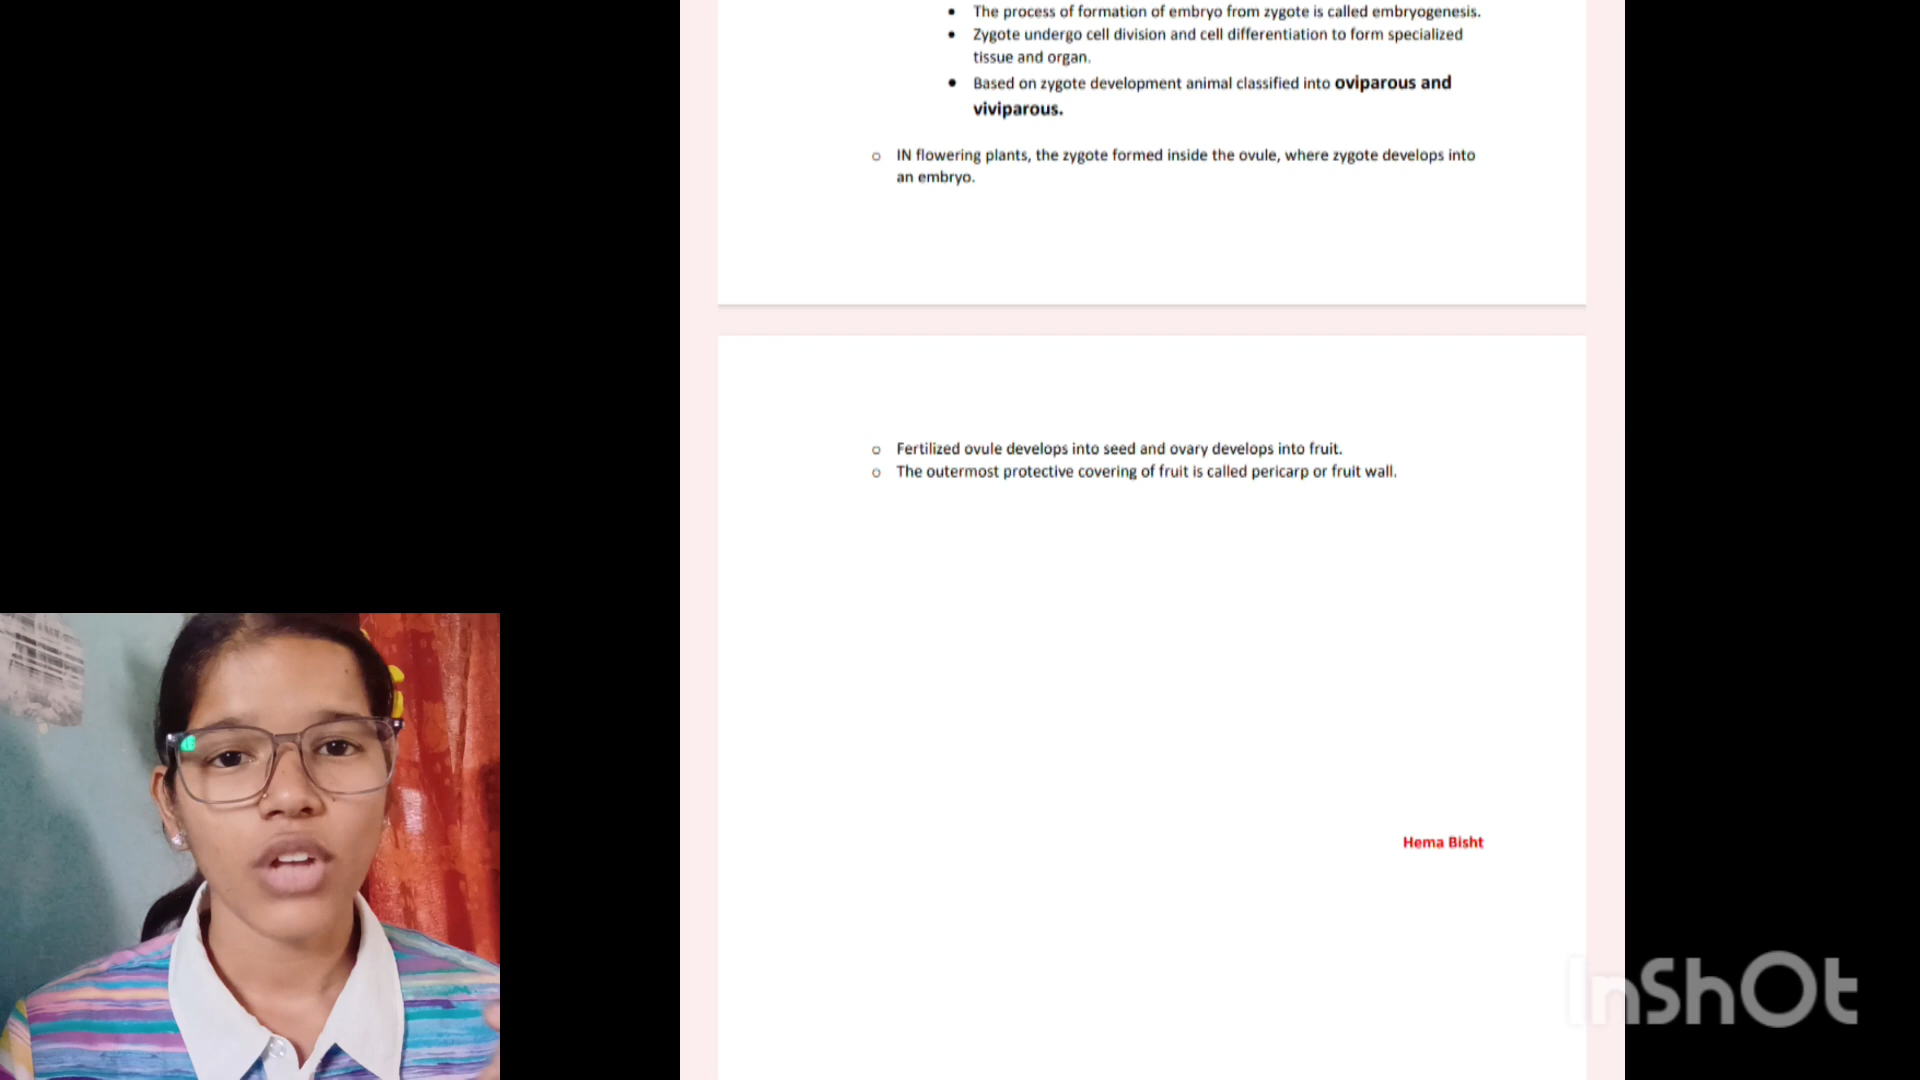 • The process of formation of embryo from zygote is called embryogenesis.
• Zygote undergo cell division and cell differentiation to form specialized
tissue and organ.
• Based on zygote development animal classified into oviparous and
viviparous.
o IN flowering plants, the zygote formed inside the ovule, where zygote develops into
an embryo.
o Fertilized ovule develops into seed and ovary develops into fruit.
o The outermost protective covering of fruit is called pericarp or fruit wall.
Hema Bisht
InShOt